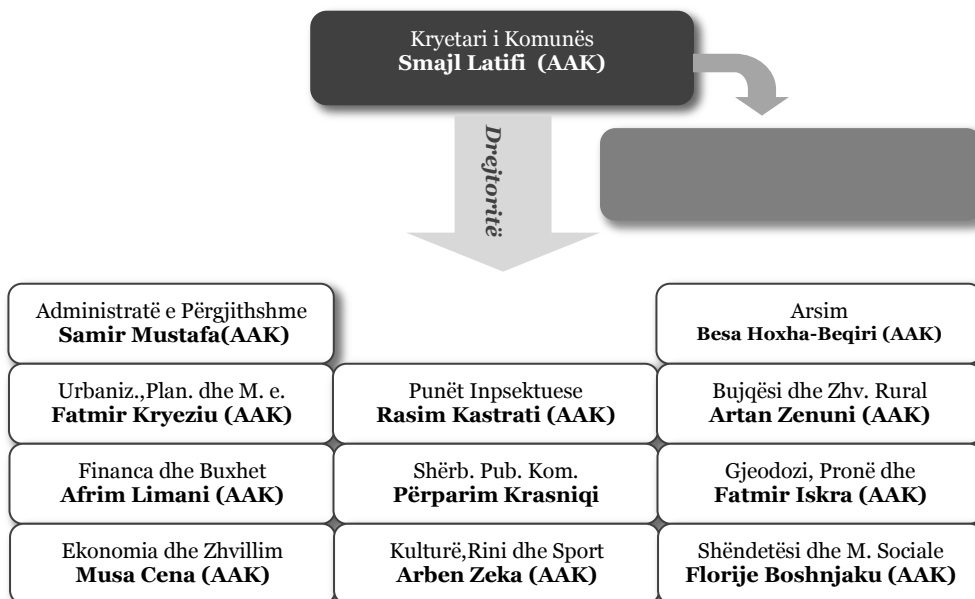 Kryetari i Komunës
Smajl Latifi (AAK)
Drejtoritë
Administratë e Përgjithshme
Samir Mustafa(AAK)
Arsim
Besa Hoxha-Beqiri (AAK)
Urbaniz.,Plan. dhe M. e.
Fatmir Kryeziu (AAK)
Punët Inpsektuese
Rasim Kastrati (AAK)
Bujqësi dhe Zhv. Rural
Artan Zenuni (AAK)
Financa dhe Buxhet
Afrim Limani (AAK)
Shërb. Pub. Kom.
Përparim Krasniqi
Gjeodozi, Pronë dhe
Fatmir Iskra (AAK)
Ekonomia dhe Zhvillim
Musa Cena (AAK)
Kulturë,Rini dhe Sport
Arben Zeka (AAK)
Shëndetësi dhe M. Sociale
Florije Boshnjaku (AAK)